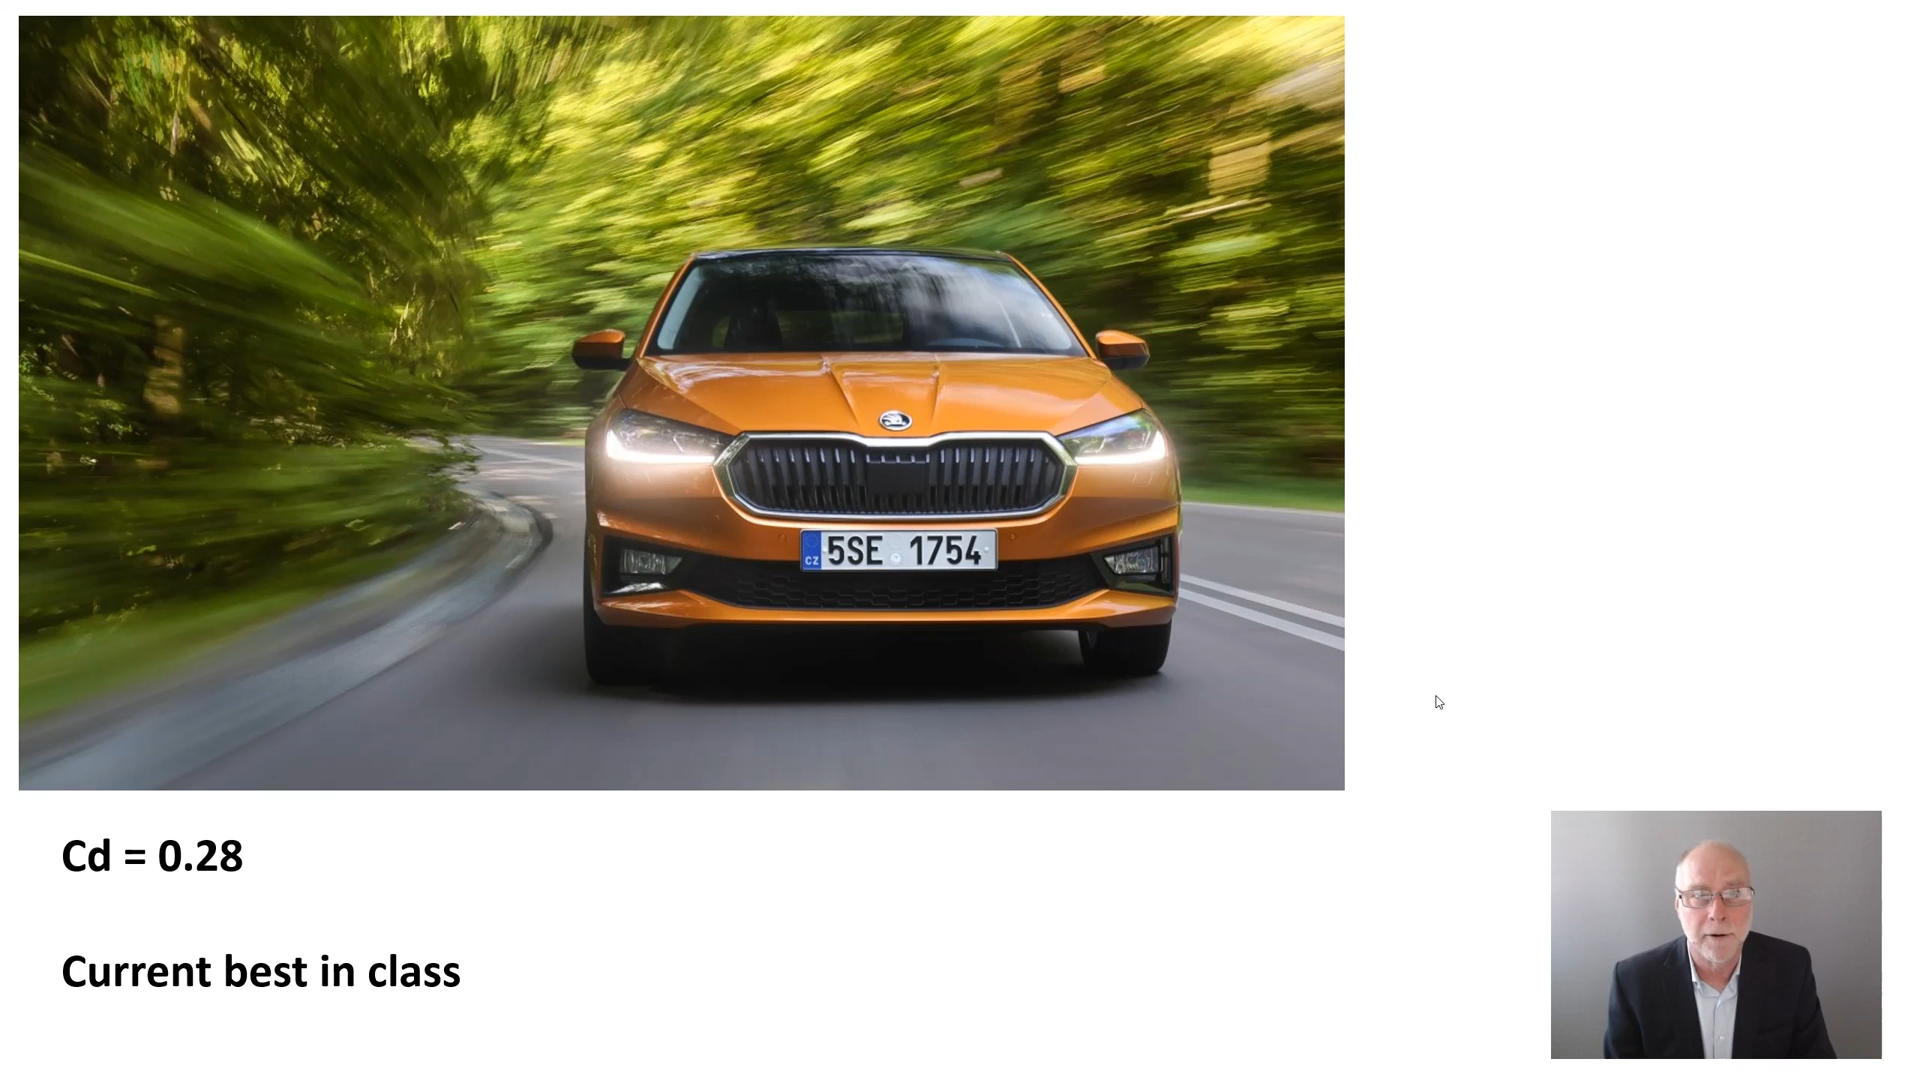 CZ 5SE 1754
Cd = 0.28
Current best in class